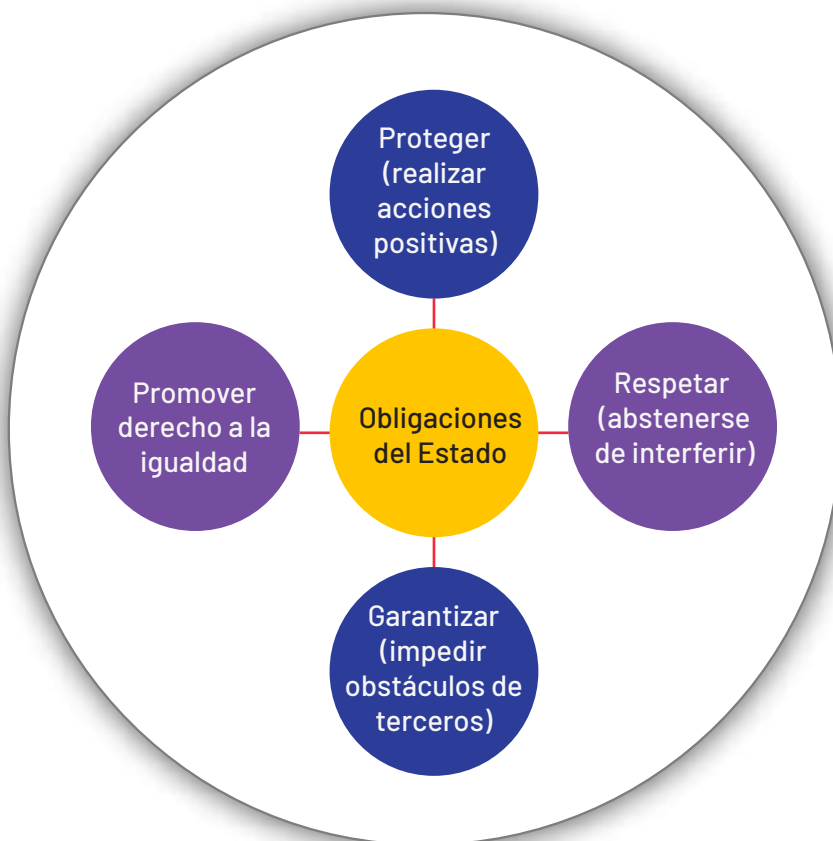 Proteger
(realizar
acciones
positivas)
Promover
derecho a la
igualdad
Obligaciones
del Estado
Respetar
(abstenerse
de interferir)
Garantizar
(impedir
obstáculos de
terceros)